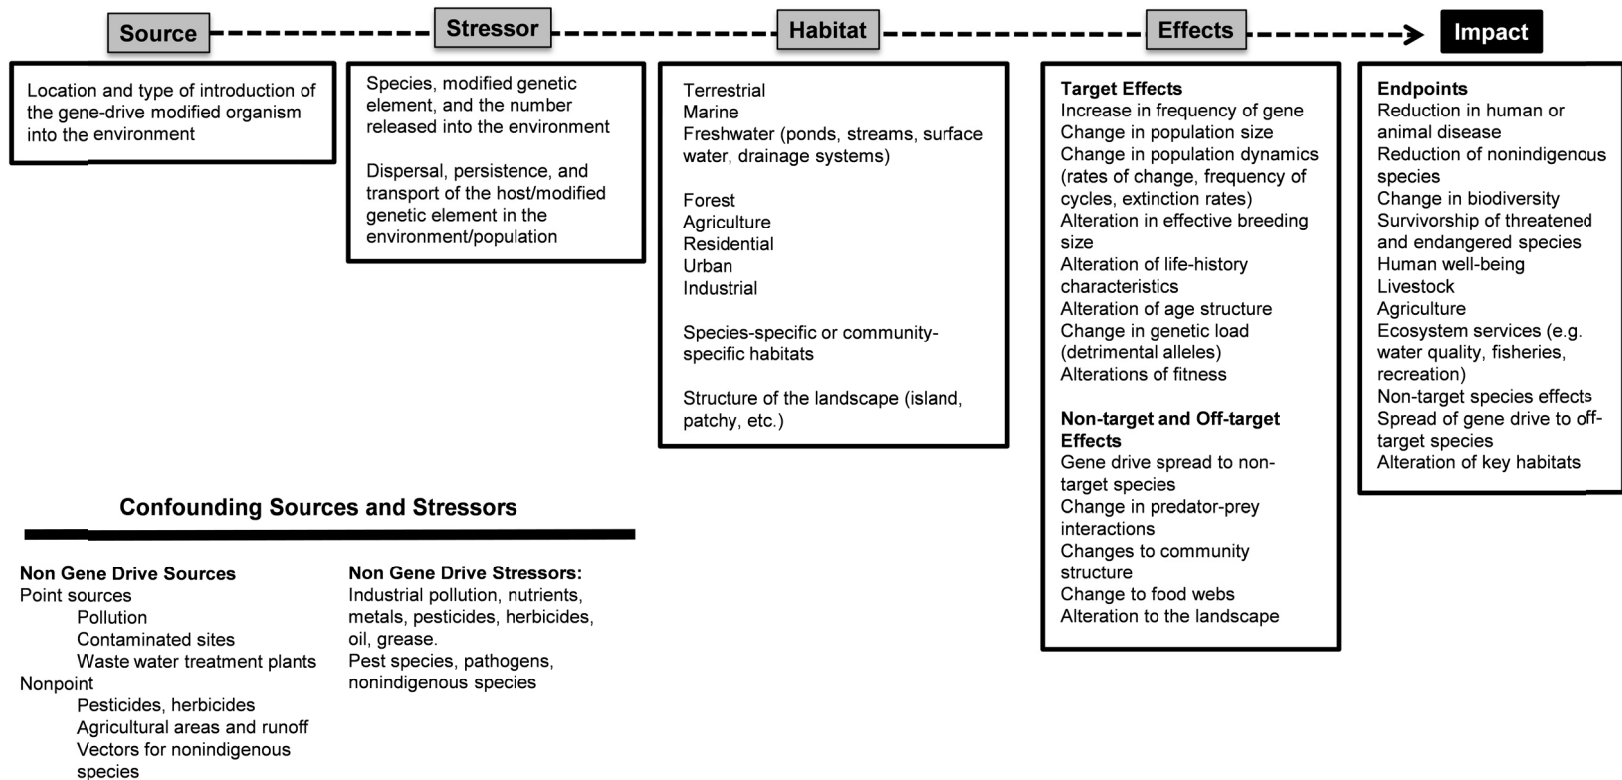 Source
Stressor
Habitat
Effects
Impact
Location and type of introduction of
the gene-drive modified organism
into the environment
Species, modified genetic
element, and the number
released into the environment
Dispersal, persistence, and
transport of the host/modified
genetic element in the
environment/population
Terrestrial
Marine
Freshwater (ponds, streams, surface
water, drainage systems)
Forest
Agriculture
Residential
Urban
Industrial
Species-specific or community-
specific habitats
Structure of the landscape (island,
patchy, etc.)
Target Effects
Increase in frequency of gene
Change in population size
Change in population dynamics
(rates of change, frequency of
cycles, extinction rates)
Alteration in effective breeding
size
Alteration of life-history
characteristics
Alteration of age structure
Change in genetic load
(detrimental alleles)
Alterations of fitness
Non-target and Off-target
Effects
Gene drive spread to non-
target species
Change in predator-prey
interactions
Changes to community
structure
Change to food webs
Alteration to the landscape
Endpoints
Reduction in human or
animal disease
Reduction of nonindigenous
species
Change in biodiversity
Survivorship of threatened
and endangered species
Human well-being
Livestock
Agriculture
Ecosystem services (e.g.
water quality, fisheries,
recreation)
Non-target species effects
Spread of gene drive to off-
target species
Alteration of key habitats
Confounding Sources and Stressors
Non Gene Drive Sources
Point sources
Pollution
Contaminated sites
Waste water treatment plants
Nonpoint
Pesticides, herbicides
Agricultural areas and runoff
Vectors for nonindigenous
species
Non Gene Drive Stressors:
Industrial pollution, nutrients,
metals, pesticides, herbicides,
oil, grease.
Pest species, pathogens,
nonindigenous species